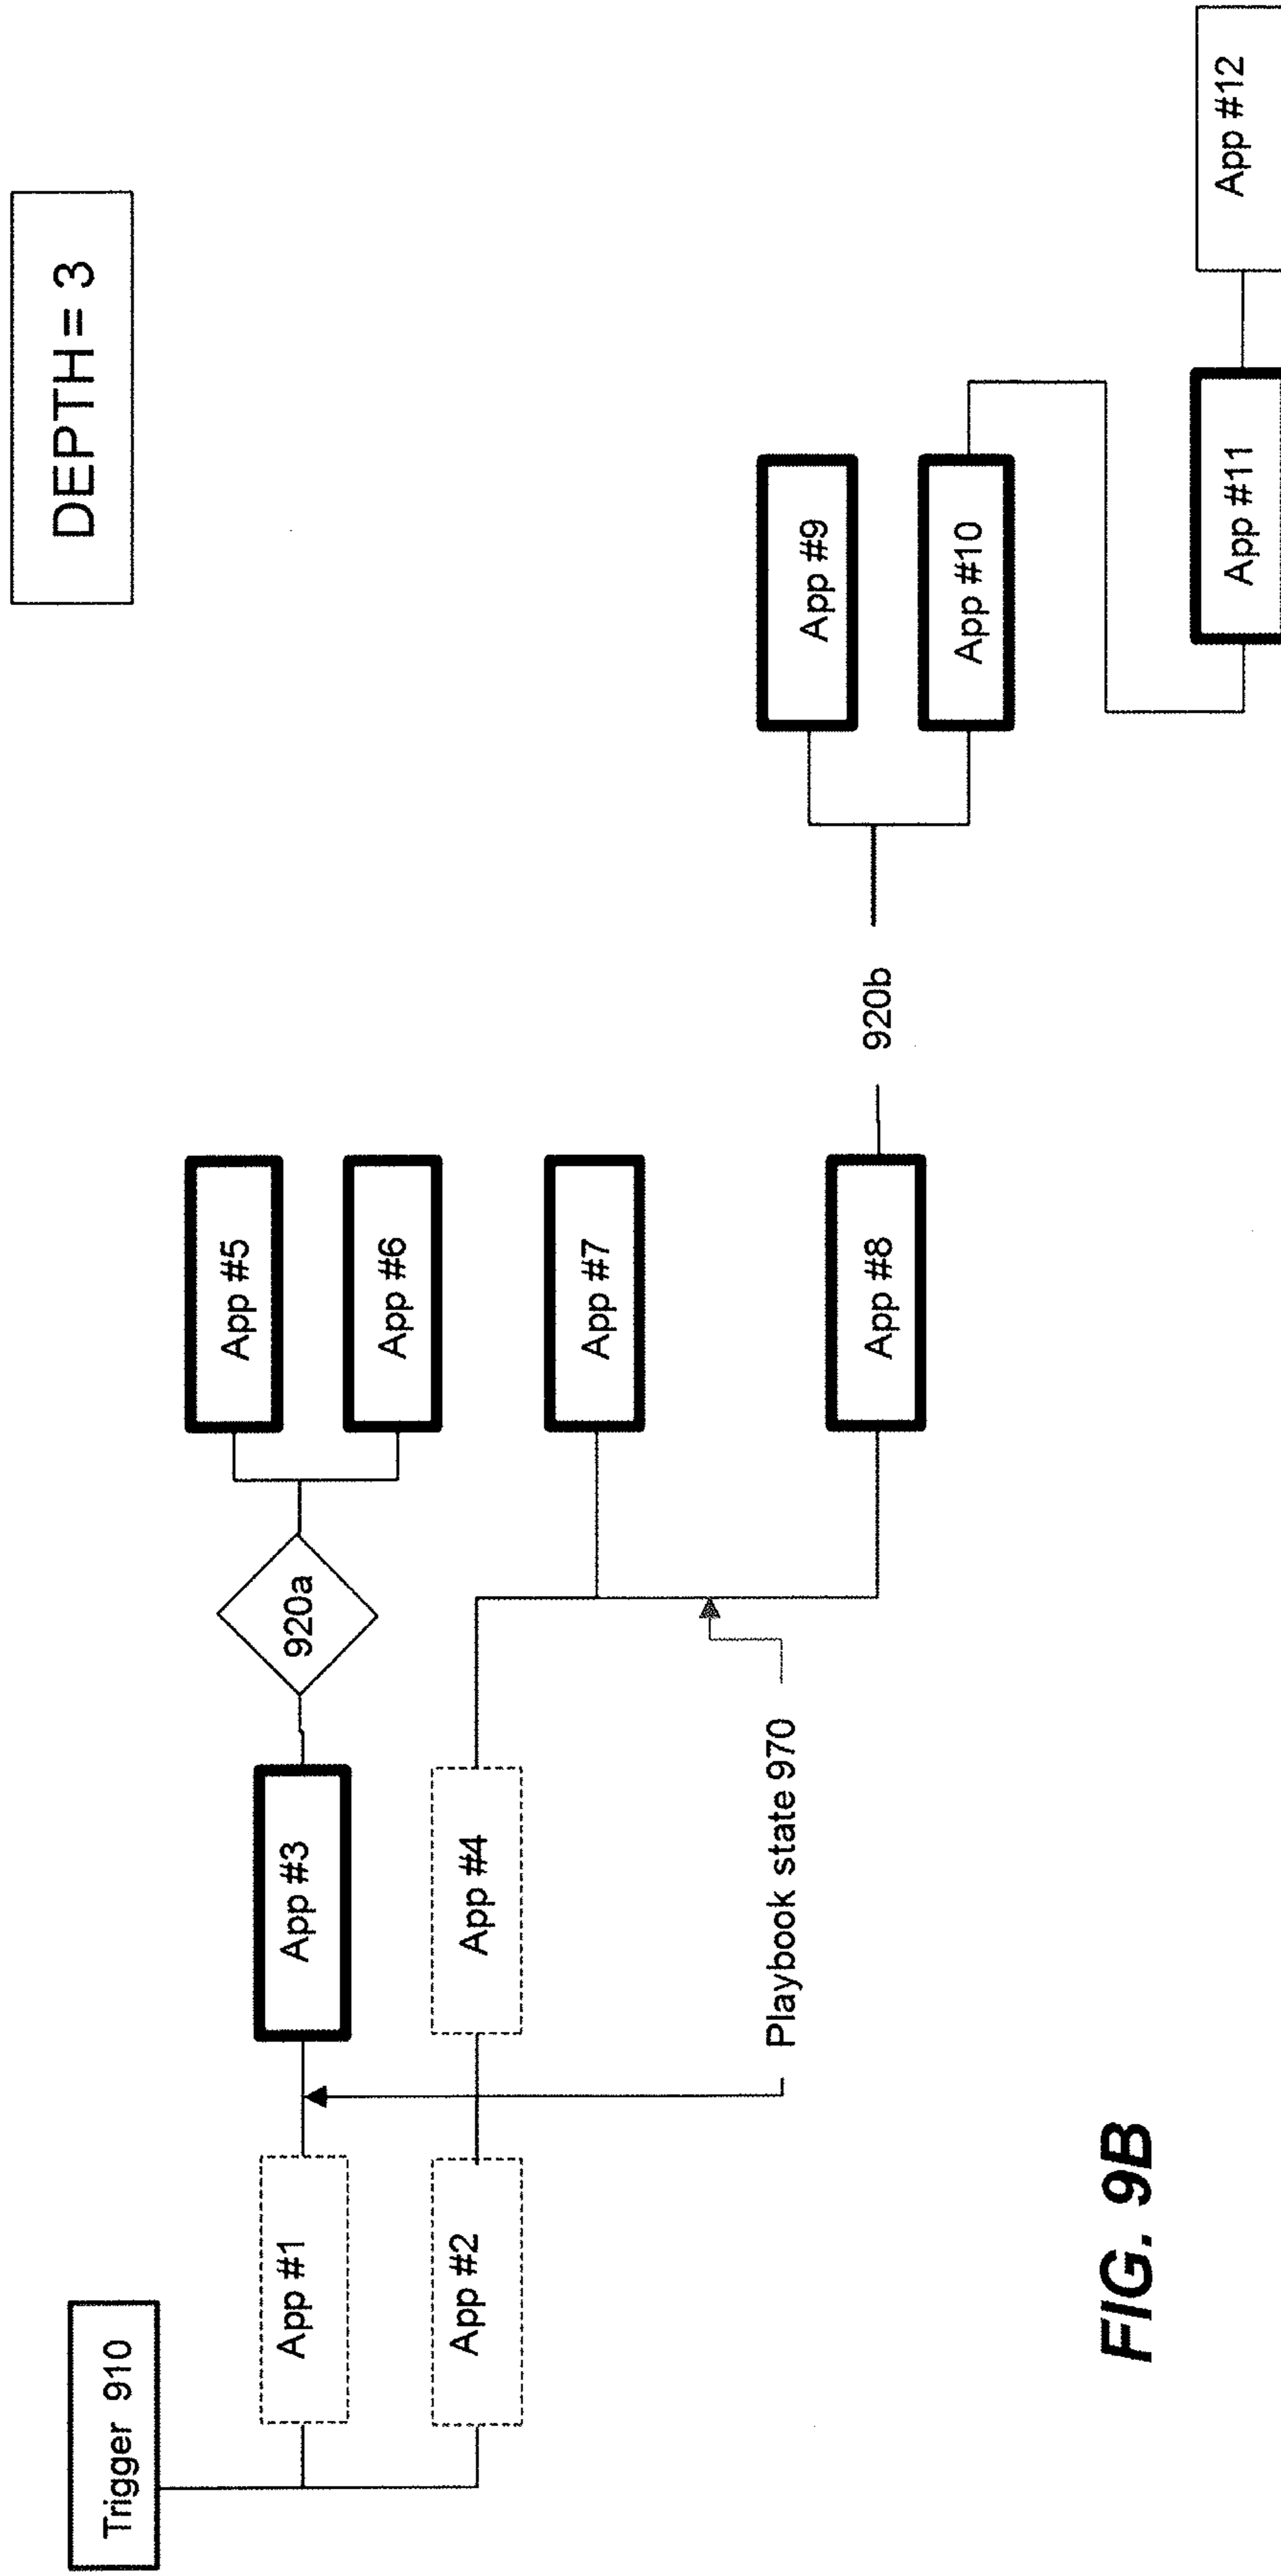 DEPTH = 3
Trigger 910
App #1
App #3
920a
App #5
App #6
App #2
App #4
App #7
Playbook state 970
App #8
920b
App #9
App #10
App #11
App #12
FIG. 9B